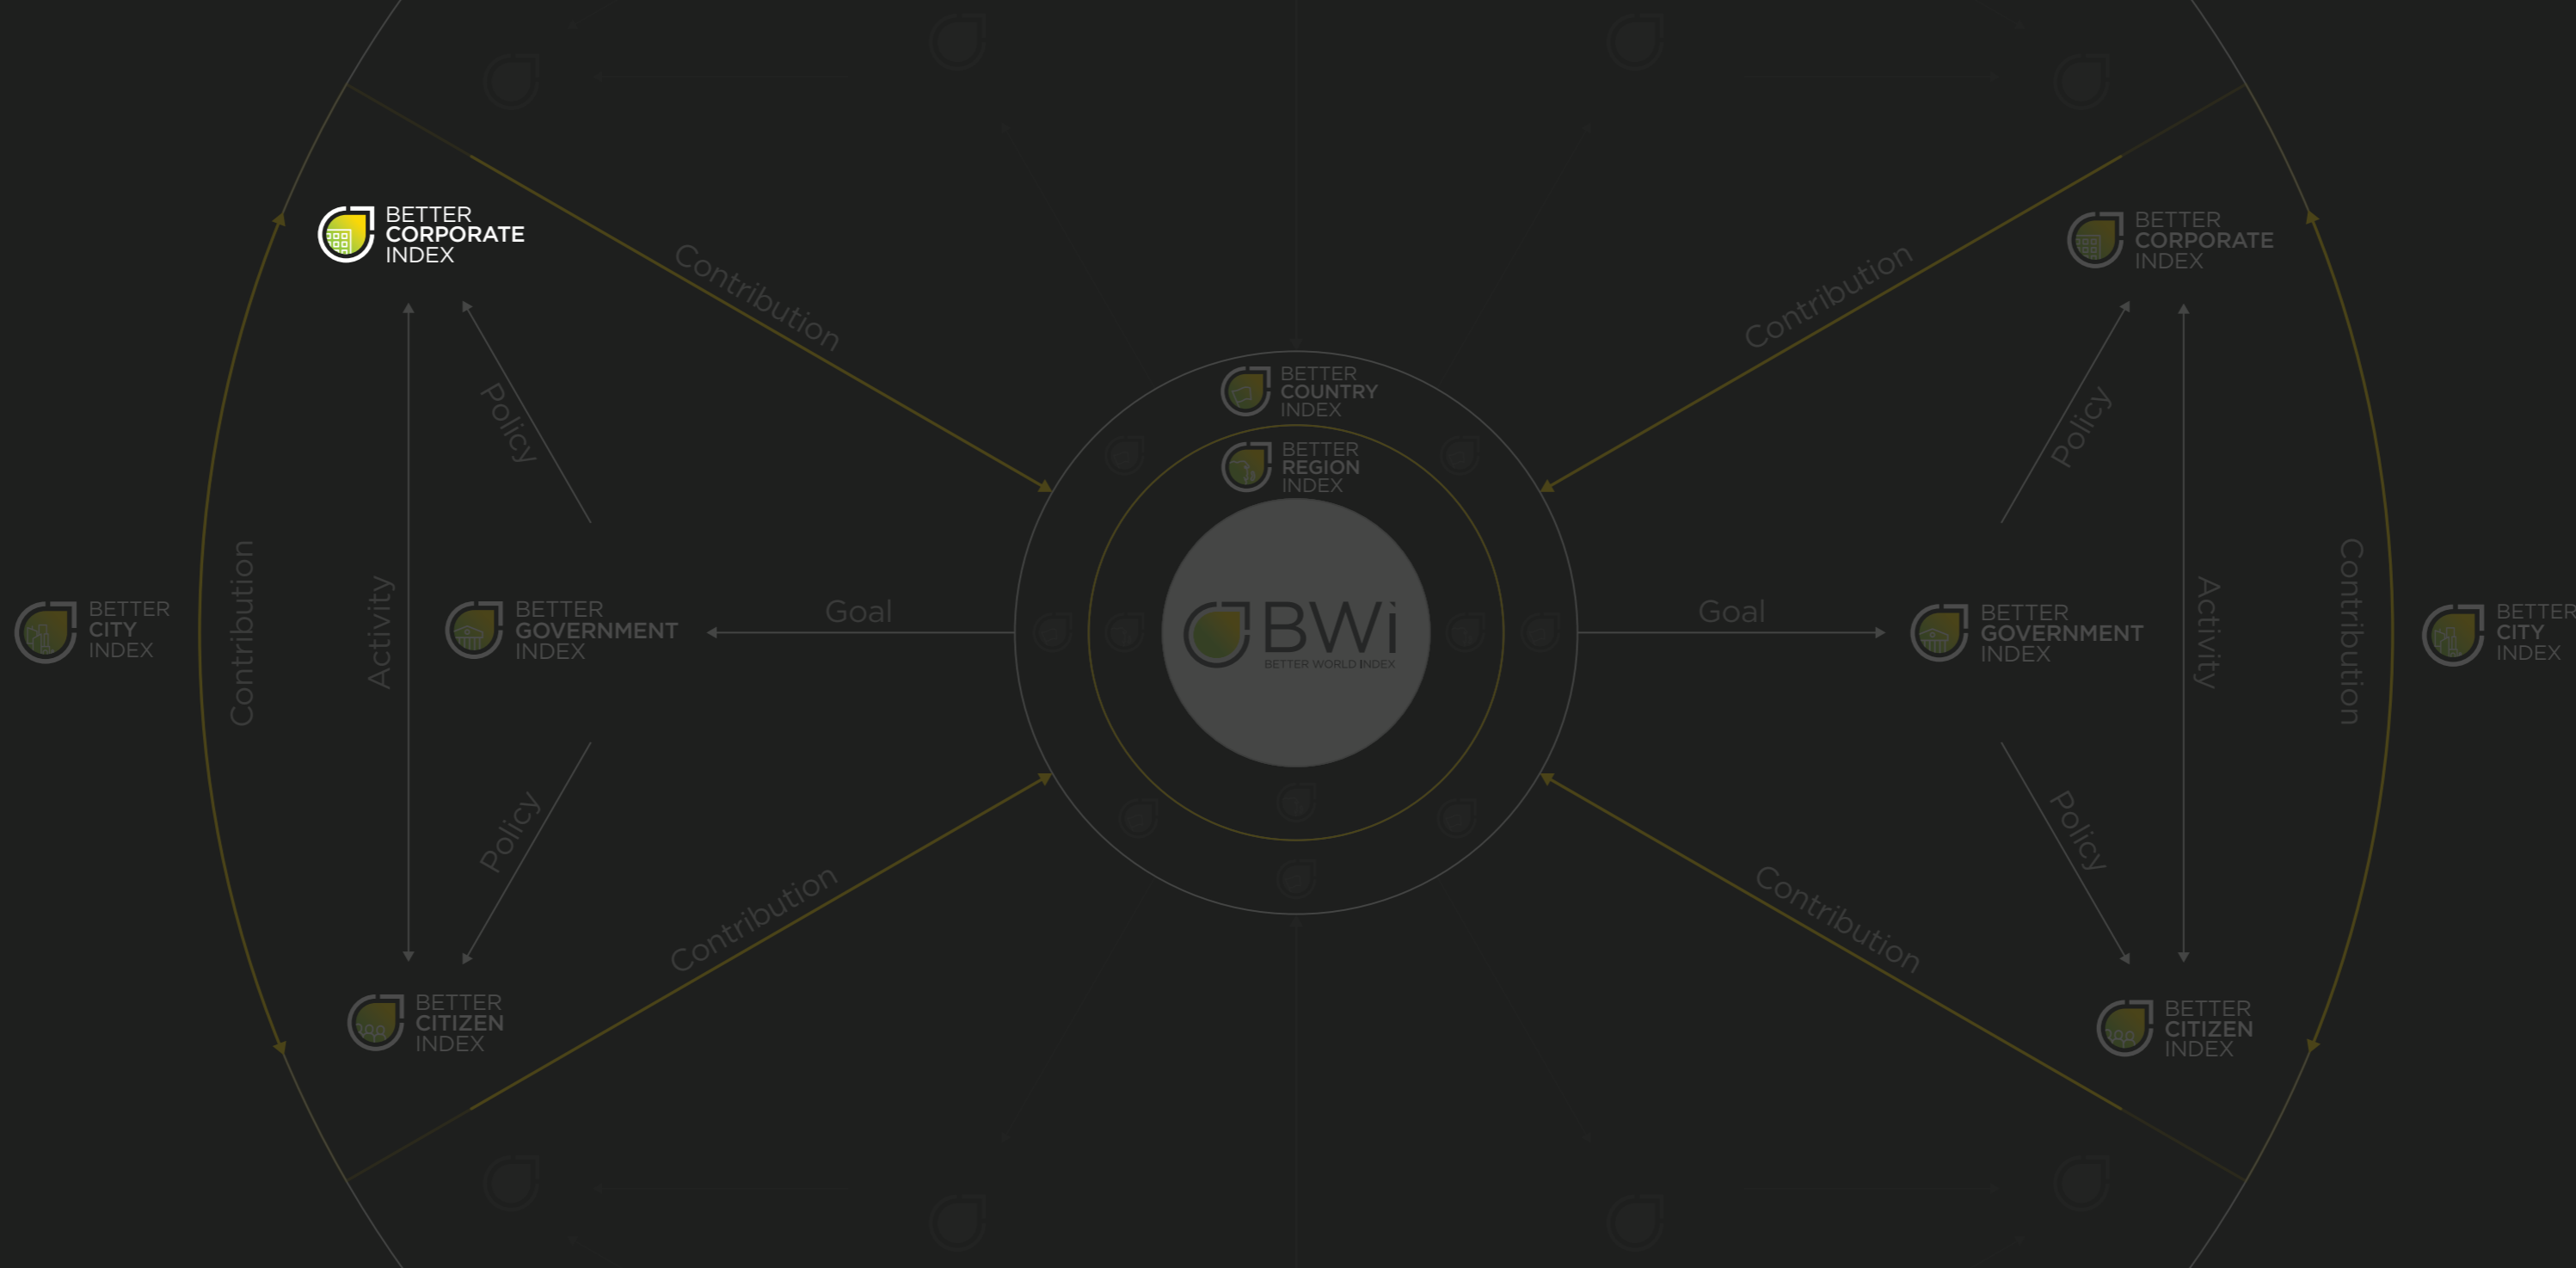 BETTER
CORPORATE
INDEX
BETTER
CORPORATE
INDEX
Contribution
Contribution
Policy
Policy
BETTER
COUNTRY
INDEX
BETTER
REGION
INDEX
BETTER
CITY
INDEX
Contribution
Activity
BETTER
GOVERNMENT
INDEX
Goal
BWi
BETTER WORLD INDEX
Goal
BETTER
GOVERNMENT
INDEX
Activity
Contribution
BETTER
CITY
INDEX
Policy
Policy
Contribution
Contribution
BETTER
CITIZEN
INDEX
BETTER
CITIZEN
INDEX